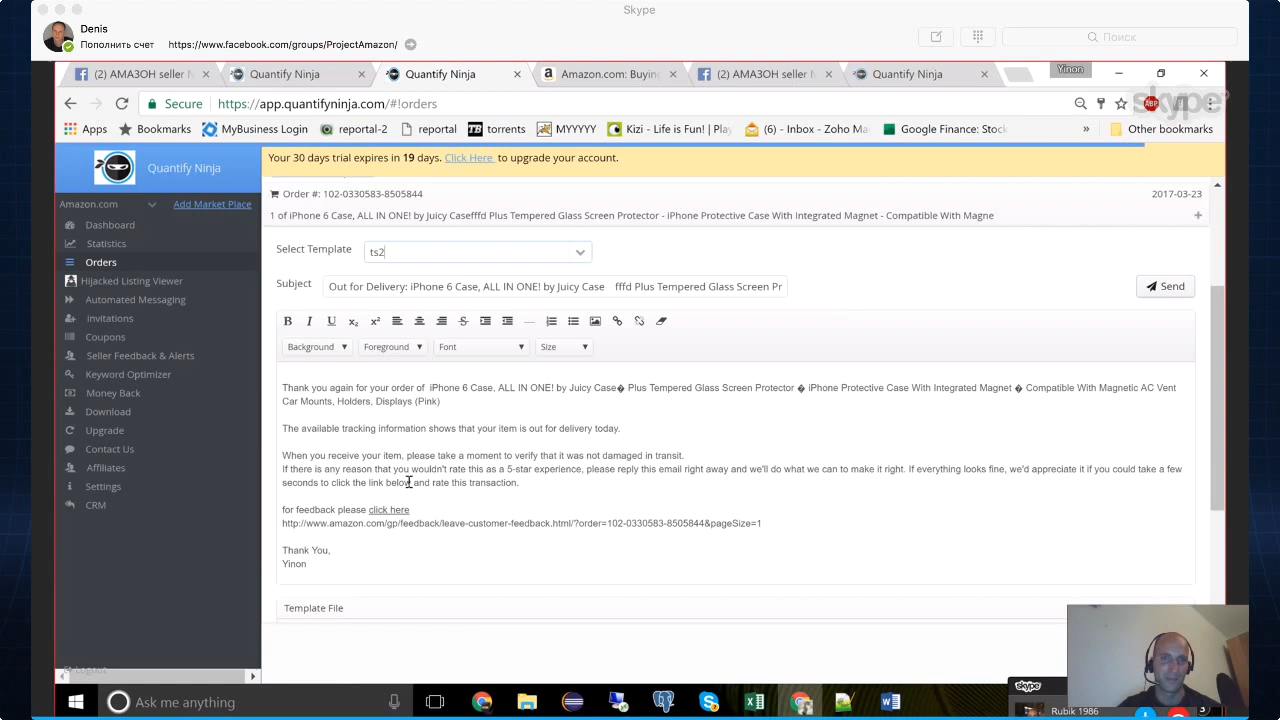 Skype
Denis
Пополнить счет https://www.facebook.com/groups/ProjectAmazon/
Поиск
(2) АМАЗОН seller M
Quantify Ninja
Quantify Ninja
Amazon.com: Buyin
(2) АМАЗОН seller M
Quantify Ninja
Yinon
Secure https://app.quantifyninja.com/#!orders
ABP
skype
Apps
Bookmarks
MyBusiness Login
reportal-2
reportal
torrents
MYYYYY
Kizi - Life is Fun! | Play
(6) - Inbox - Zoho Ma
Google Finance: Stock
»
Other bookmarks
Quantify Ninja
Your 30 days trial expires in 19 days. Click Here to upgrade your account.
Amazon.com
Add Market Place
Dashboard
Statistics
Orders
Hijacked Listing Viewer
Automated Messaging
Invitations
Coupons
Seller Feedback & Alerts
Keyword Optimizer
Money Back
Download
Upgrade
Contact Us
Affiliates
Settings
CRM
Logout
Order #: 102-0330583-8505844
2017-03-23
1 of iPhone 6 Case, ALL IN ONE! by Juicy Casefffd Plus Tempered Glass Screen Protector - iPhone Protective Case With Integrated Magnet - Compatible With Magne
Select Template
ts2
Subject
Out for Delivery: iPhone 6 Case, ALL IN ONE! by Juicy Case fffd Plus Tempered Glass Screen Pr
Send
B I U x₂ x² S
Background
Foreground
Font
Size
Thank you again for your order of iPhone 6 Case, ALL IN ONE! by Juicy Case� Plus Tempered Glass Screen Protector � iPhone Protective Case With Integrated Magnet � Compatible With Magnetic AC Vent
Car Mounts, Holders, Displays (Pink)
The available tracking information shows that your item is out for delivery today.
When you receive your item, please take a moment to verify that it was not damaged in transit.
If there is any reason that you wouldn't rate this as a 5-star experience, please reply this email right away and we'll do what we can to make it right. If everything looks fine, we'd appreciate it if you could take a few
seconds to click the link below and rate this transaction.
for feedback please click here
http://www.amazon.com/gp/feedback/leave-customer-feedback.html/?order=102-0330583-8505844&pageSize=1
Thank You,
Yinon
Template File
skype
Rubik 1986
Ask me anything